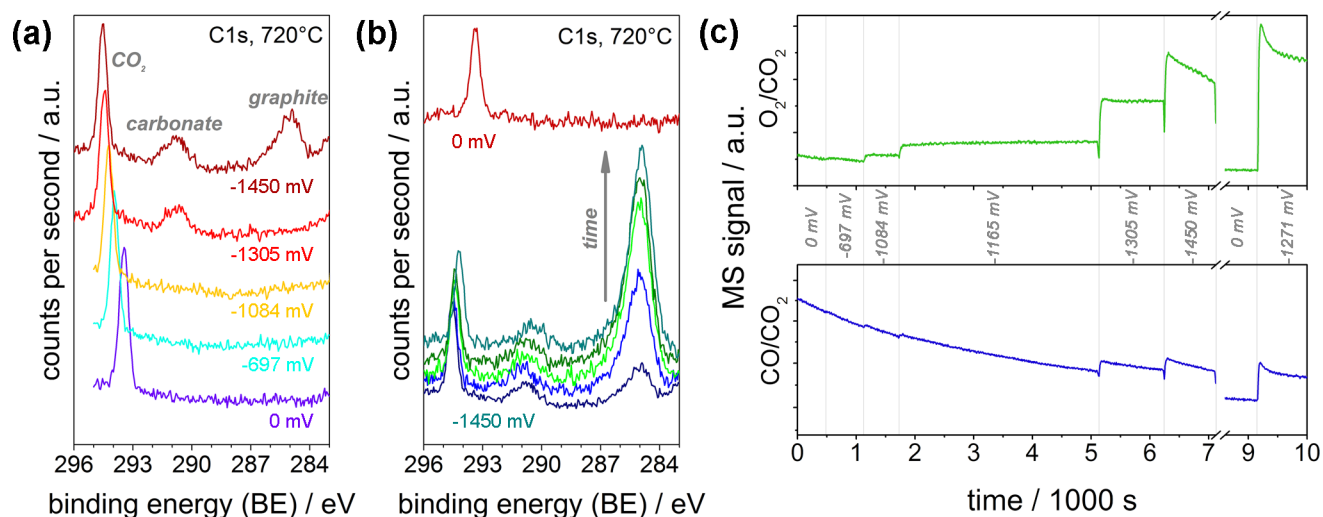 (a)
C1s, 720°C
CO2
graphite
carbonate
-1450 mV
-1305 mV
-1084 mV
-697 mV
0 mV
counts per second / a.u.
296 293 290 287 284
binding energy (BE) / eV
(b)
C1s, 720°C
0 mV
time
-1450 mV
counts per second / a.u.
296 293 290 287 284
binding energy (BE) / eV
(c)
O2/CO2
0 mV
-697 mV
-1084 mV
-1165 mV
-1305 mV
-1450 mV
0 mV
-1271 mV
MS signal / a.u.
CO/CO2
0 1 2 3 4 5 6 7 9 10
time / 1000 s